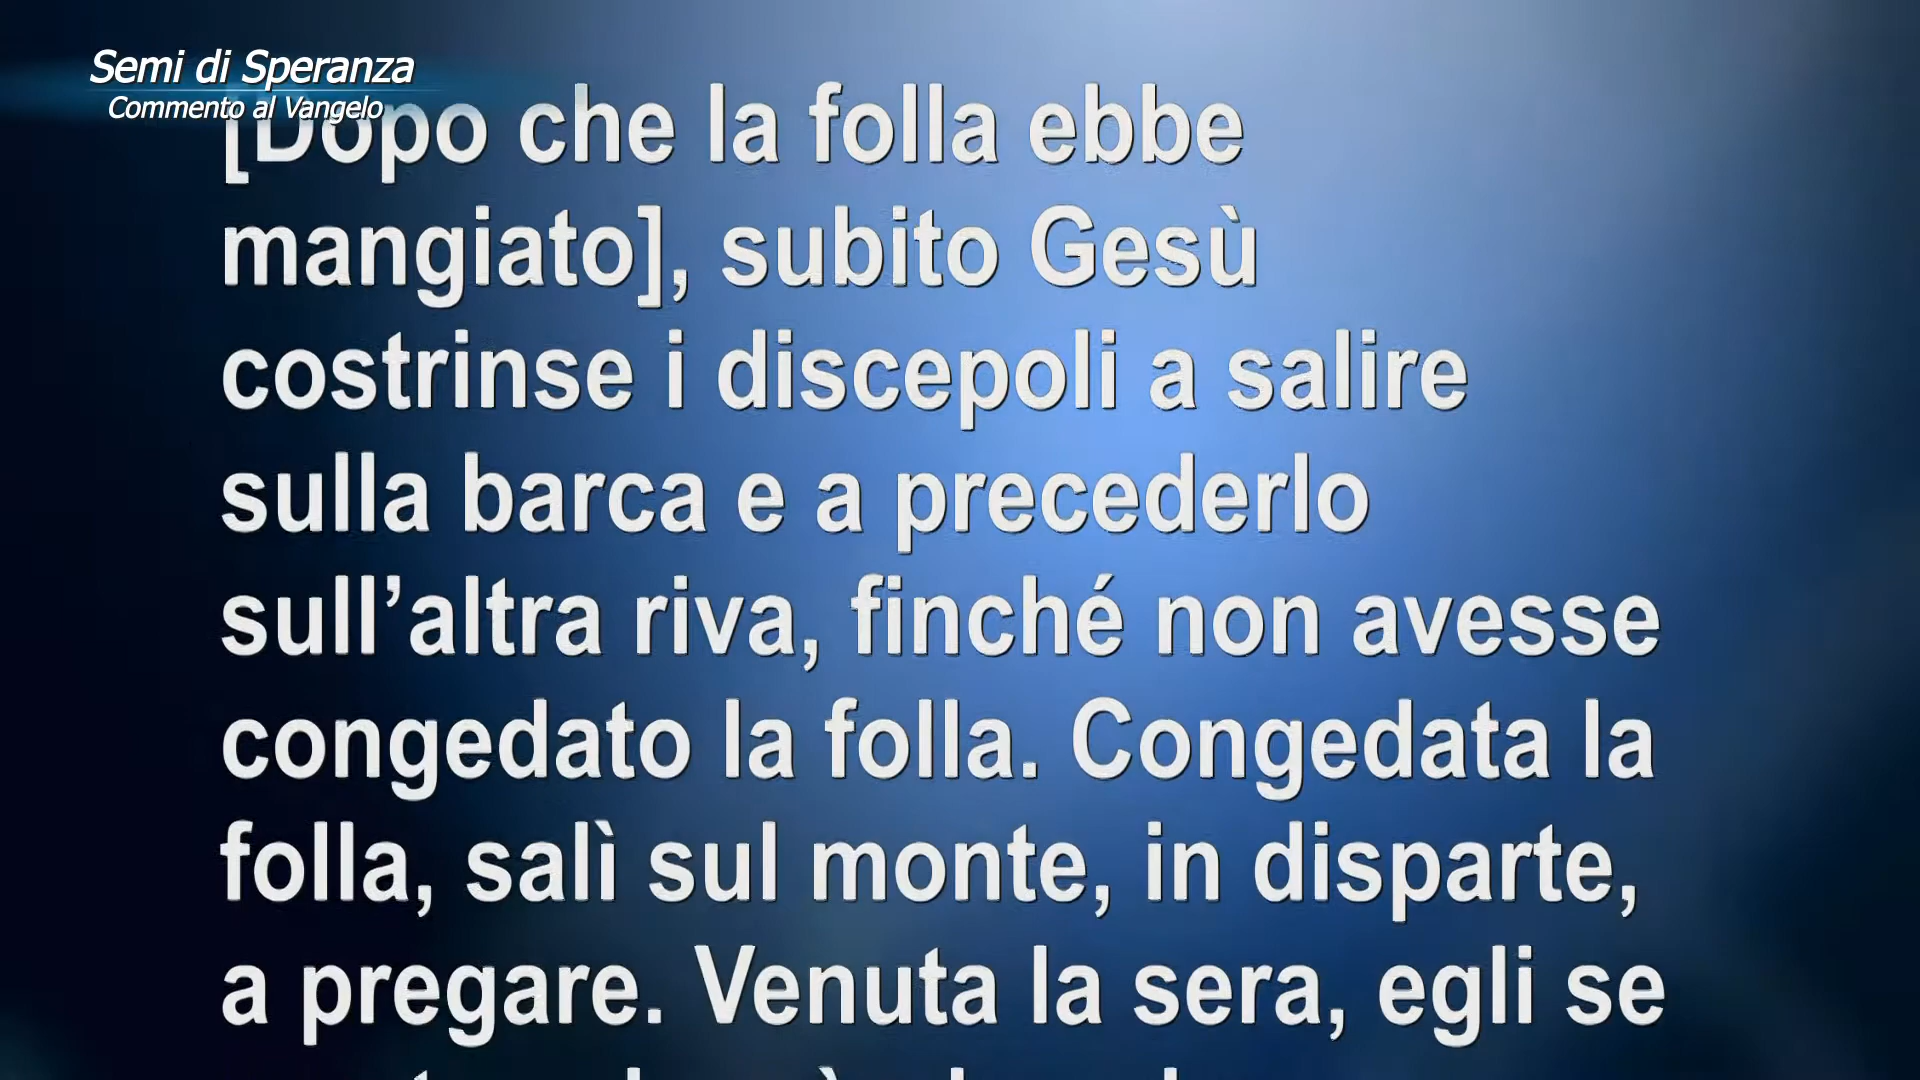 Semi di Speranza
Commento al Vangelo
[Dopo che la folla ebbe
mangiato], subito Gesù
costrinse i discepoli a salire
sulla barca e a precederlo
sull’altra riva, finché non avesse
congedato la folla. Congedata la
folla, salì sul monte, in disparte,
a pregare. Venuta la sera, egli se